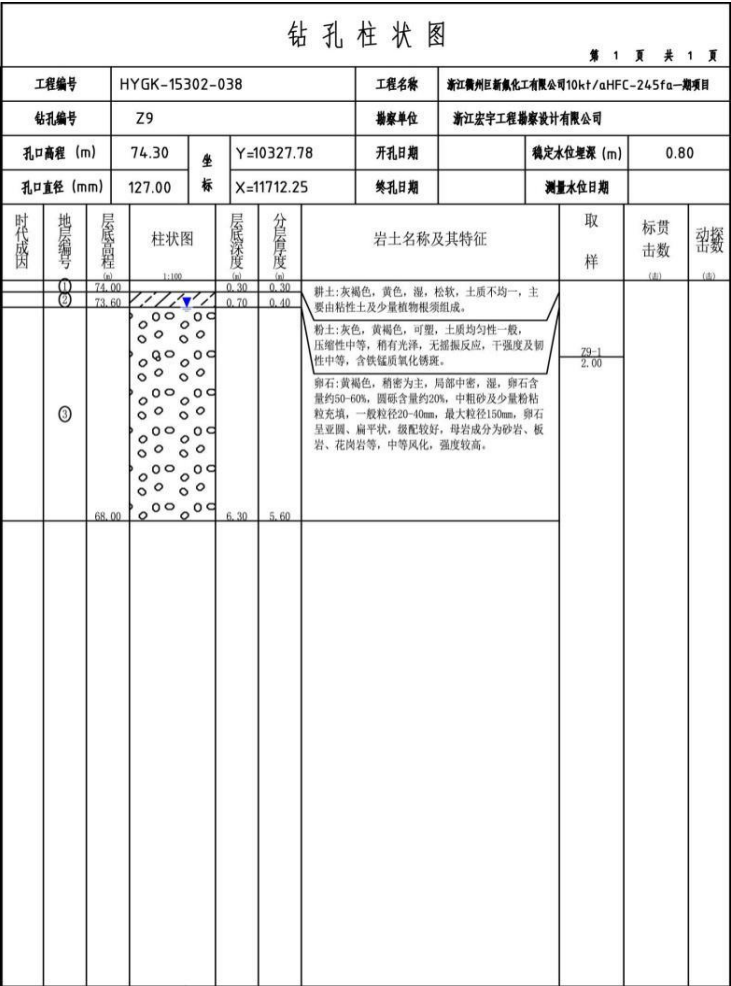 钻孔柱状图
第 1 页 共 1 页
工程编号 HYGK-15302-038 工程名称 浙江衢州巨新氟化工有限公司10kt/aHFC-245fa一期项目
钻孔编号 Z9 勘察单位 浙江宏宇工程勘察设计有限公司
孔口高程 (m) 74.30 坐标 Y=10327.78 开孔日期 稳定水位埋深 (m) 0.80
孔口直径 (mm) 127.00 X=11712.25 终孔日期 测量水位日期
时代成因 地层编号 层底高程 (m) 柱状图 1:100 层底深度 (m) 分层厚度 (m) 岩土名称及其特征 取样 标贯击数 (击) 动探击数 (击)
① 74.00 0.30 0.30
② 73.60 0.70 0.40
耕土:灰褐色，黄色，湿，松软，土质不均一，主
要由粘性土及少量植物根须组成。
粉土:灰色，黄褐色，可塑，土质均匀性一般，
压缩性中等，稍有光泽，无摇振反应，干强度及韧
性中等，含铁锰质氧化锈斑。
Z9-1
2.00
卵石:黄褐色，稍密为主，局部中密，湿，卵石含
量约50-60%，圆砾含量约20%，中粗砂及少量粉粘
粒充填，一般粒径20-40mm，最大粒径150mm，卵石
呈亚圆、扁平状，级配较好，母岩成分为砂岩、板
岩、花岗岩等，中等风化，强度较高。
③
68.00 6.30 5.60